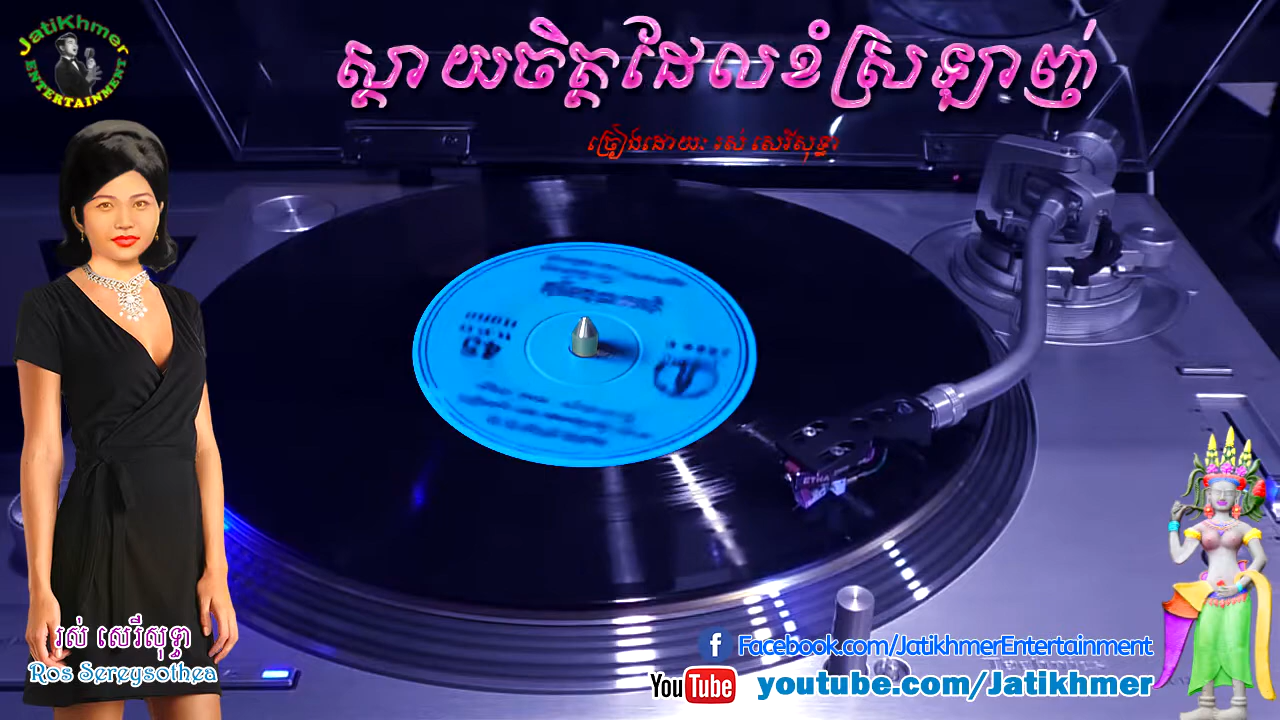 JatiKhmer
ENTERTAINMENT
ស្ដាយចិត្តដែលខំស្រឡាញ់
ច្រៀងដោយៈ រស់ សេរីសុទ្ធា
45
រស់ សេរីសុទ្ធា
Ros Sereysothea
f Facebook.com/JatikhmerEntertainment
YouTube youtube.com/Jatikhmer